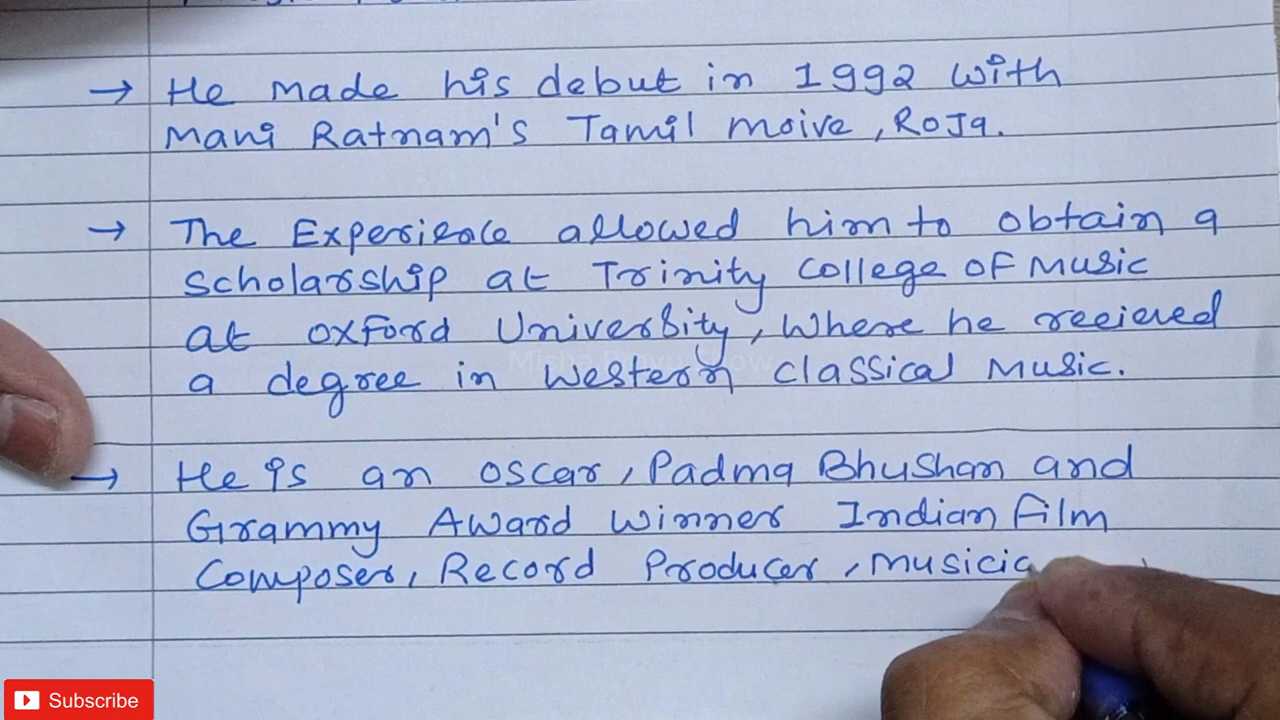 → He made his debut in 1992 with
Mani Ratnam's Tamil moive, Roja.
→ The Experience allowed him to obtain a
scholarship at Trinity College of Music
at oxford University, Where he reeieved
a degree in Western classical Music.
→ He is an oscar, Padma Bhushan and
Grammy Award Winner Indian Film
Composer, Record Producer, musicia
Subscribe